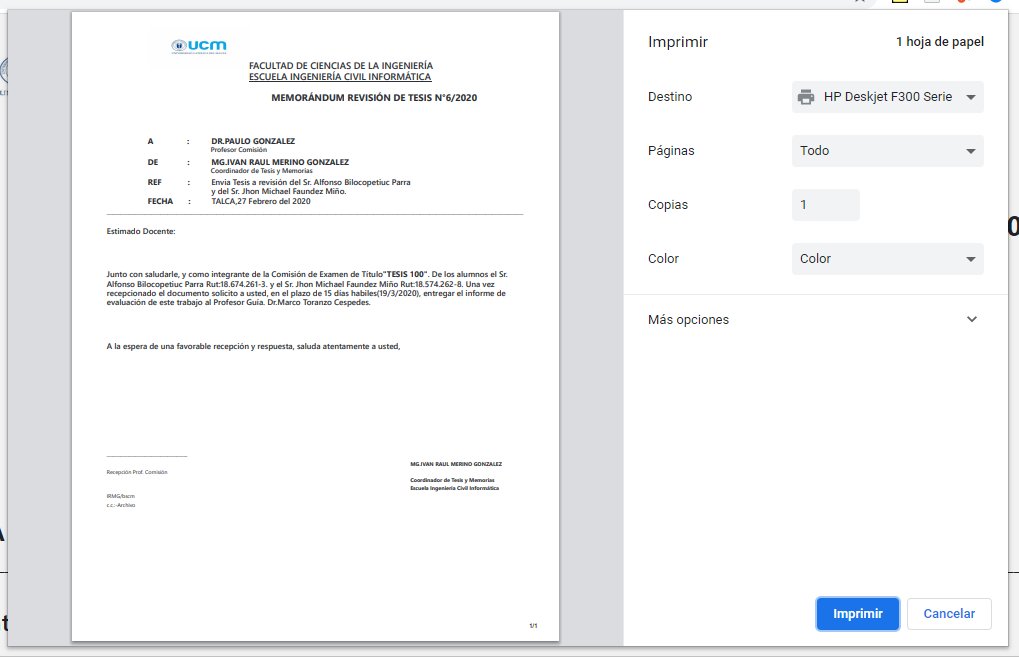 ucm
FACULTAD DE CIENCIAS DE LA INGENIERÍA
ESCUELA INGENIERÍA CIVIL INFORMÁTICA
MEMORÁNDUM REVISIÓN DE TESIS N°6/2020
A : DR.PAULO GONZALEZ
Profesor Comisión
DE : MG.IVAN RAUL MERINO GONZALEZ
Coordinador de Tesis y Memorias
REF : Envia Tesis a revisión del Sr. Alfonso Bilocopetiuc Parra
y del Sr. Jhon Michael Faundez Miño.
FECHA : TALCA,27 Febrero del 2020
Estimado Docente:
Junto con saludarle, y como integrante de la Comisión de Examen de Título"TESIS 100". De los alumnos el Sr.
Alfonso Bilocopetiuc Parra Rut:18.674.261-3. y el Sr. Jhon Michael Faundez Miño Rut:18.574.262-8. Una vez
recepcionado el documento solicito a usted, en el plazo de 15 días habiles(19/3/2020), entregar el informe de
evaluación de este trabajo al Profesor Guía. Dr.Marco Toranzo Cespedes.
A la espera de una favorable recepción y respuesta, saluda atentamente a usted,
Recepción Prof. Comisión
IRMG/bscm
c.c.:-Archivo
MG.IVAN RAUL MERINO GONZALEZ
Coordinador de Tesis y Memorias
Escuela Ingeniería Civil Informática
1/1
Imprimir
1 hoja de papel
Destino
HP Deskjet F300 Serie
Páginas
Todo
Copias
1
Color
Color
Más opciones
Imprimir
Cancelar